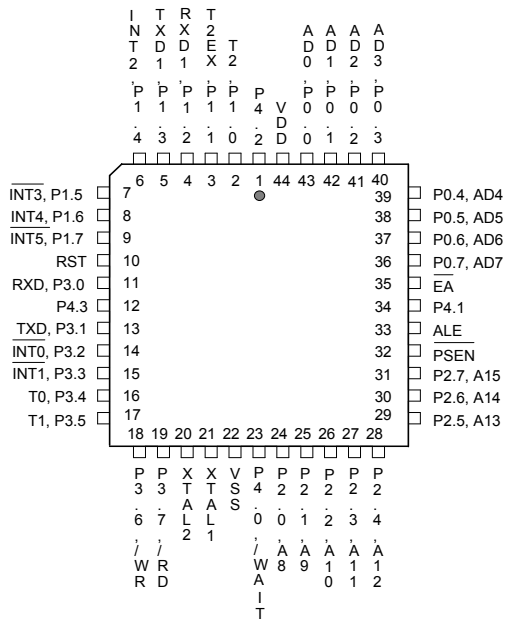 INT2, P1.4
TXD1, P1.3
RXD1, P1.2
T2EX, P1.1
T2, P1.0
P4.2
VDD
AD0, P0.0
AD1, P0.1
AD2, P0.2
AD3, P0.3
6 5 4 3 2 1 44 43 42 41 40
INT3, P1.5 7
INT4, P1.6 8
INT5, P1.7 9
RST 10
RXD, P3.0 11
P4.3 12
TXD, P3.1 13
INT0, P3.2 14
INT1, P3.3 15
T0, P3.4 16
T1, P3.5 17
39 P0.4, AD4
38 P0.5, AD5
37 P0.6, AD6
36 P0.7, AD7
35 EA
34 P4.1
33 ALE
32 PSEN
31 P2.7, A15
30 P2.6, A14
29 P2.5, A13
18 19 20 21 22 23 24 25 26 27 28
P3.6, /WR
P3.7, /RD
XTAL2
XTAL1
VSS
P4.0, /WAIT
P2.0, A8
P2.1, A9
P2.2, A10
P2.3, A11
P2.4, A12